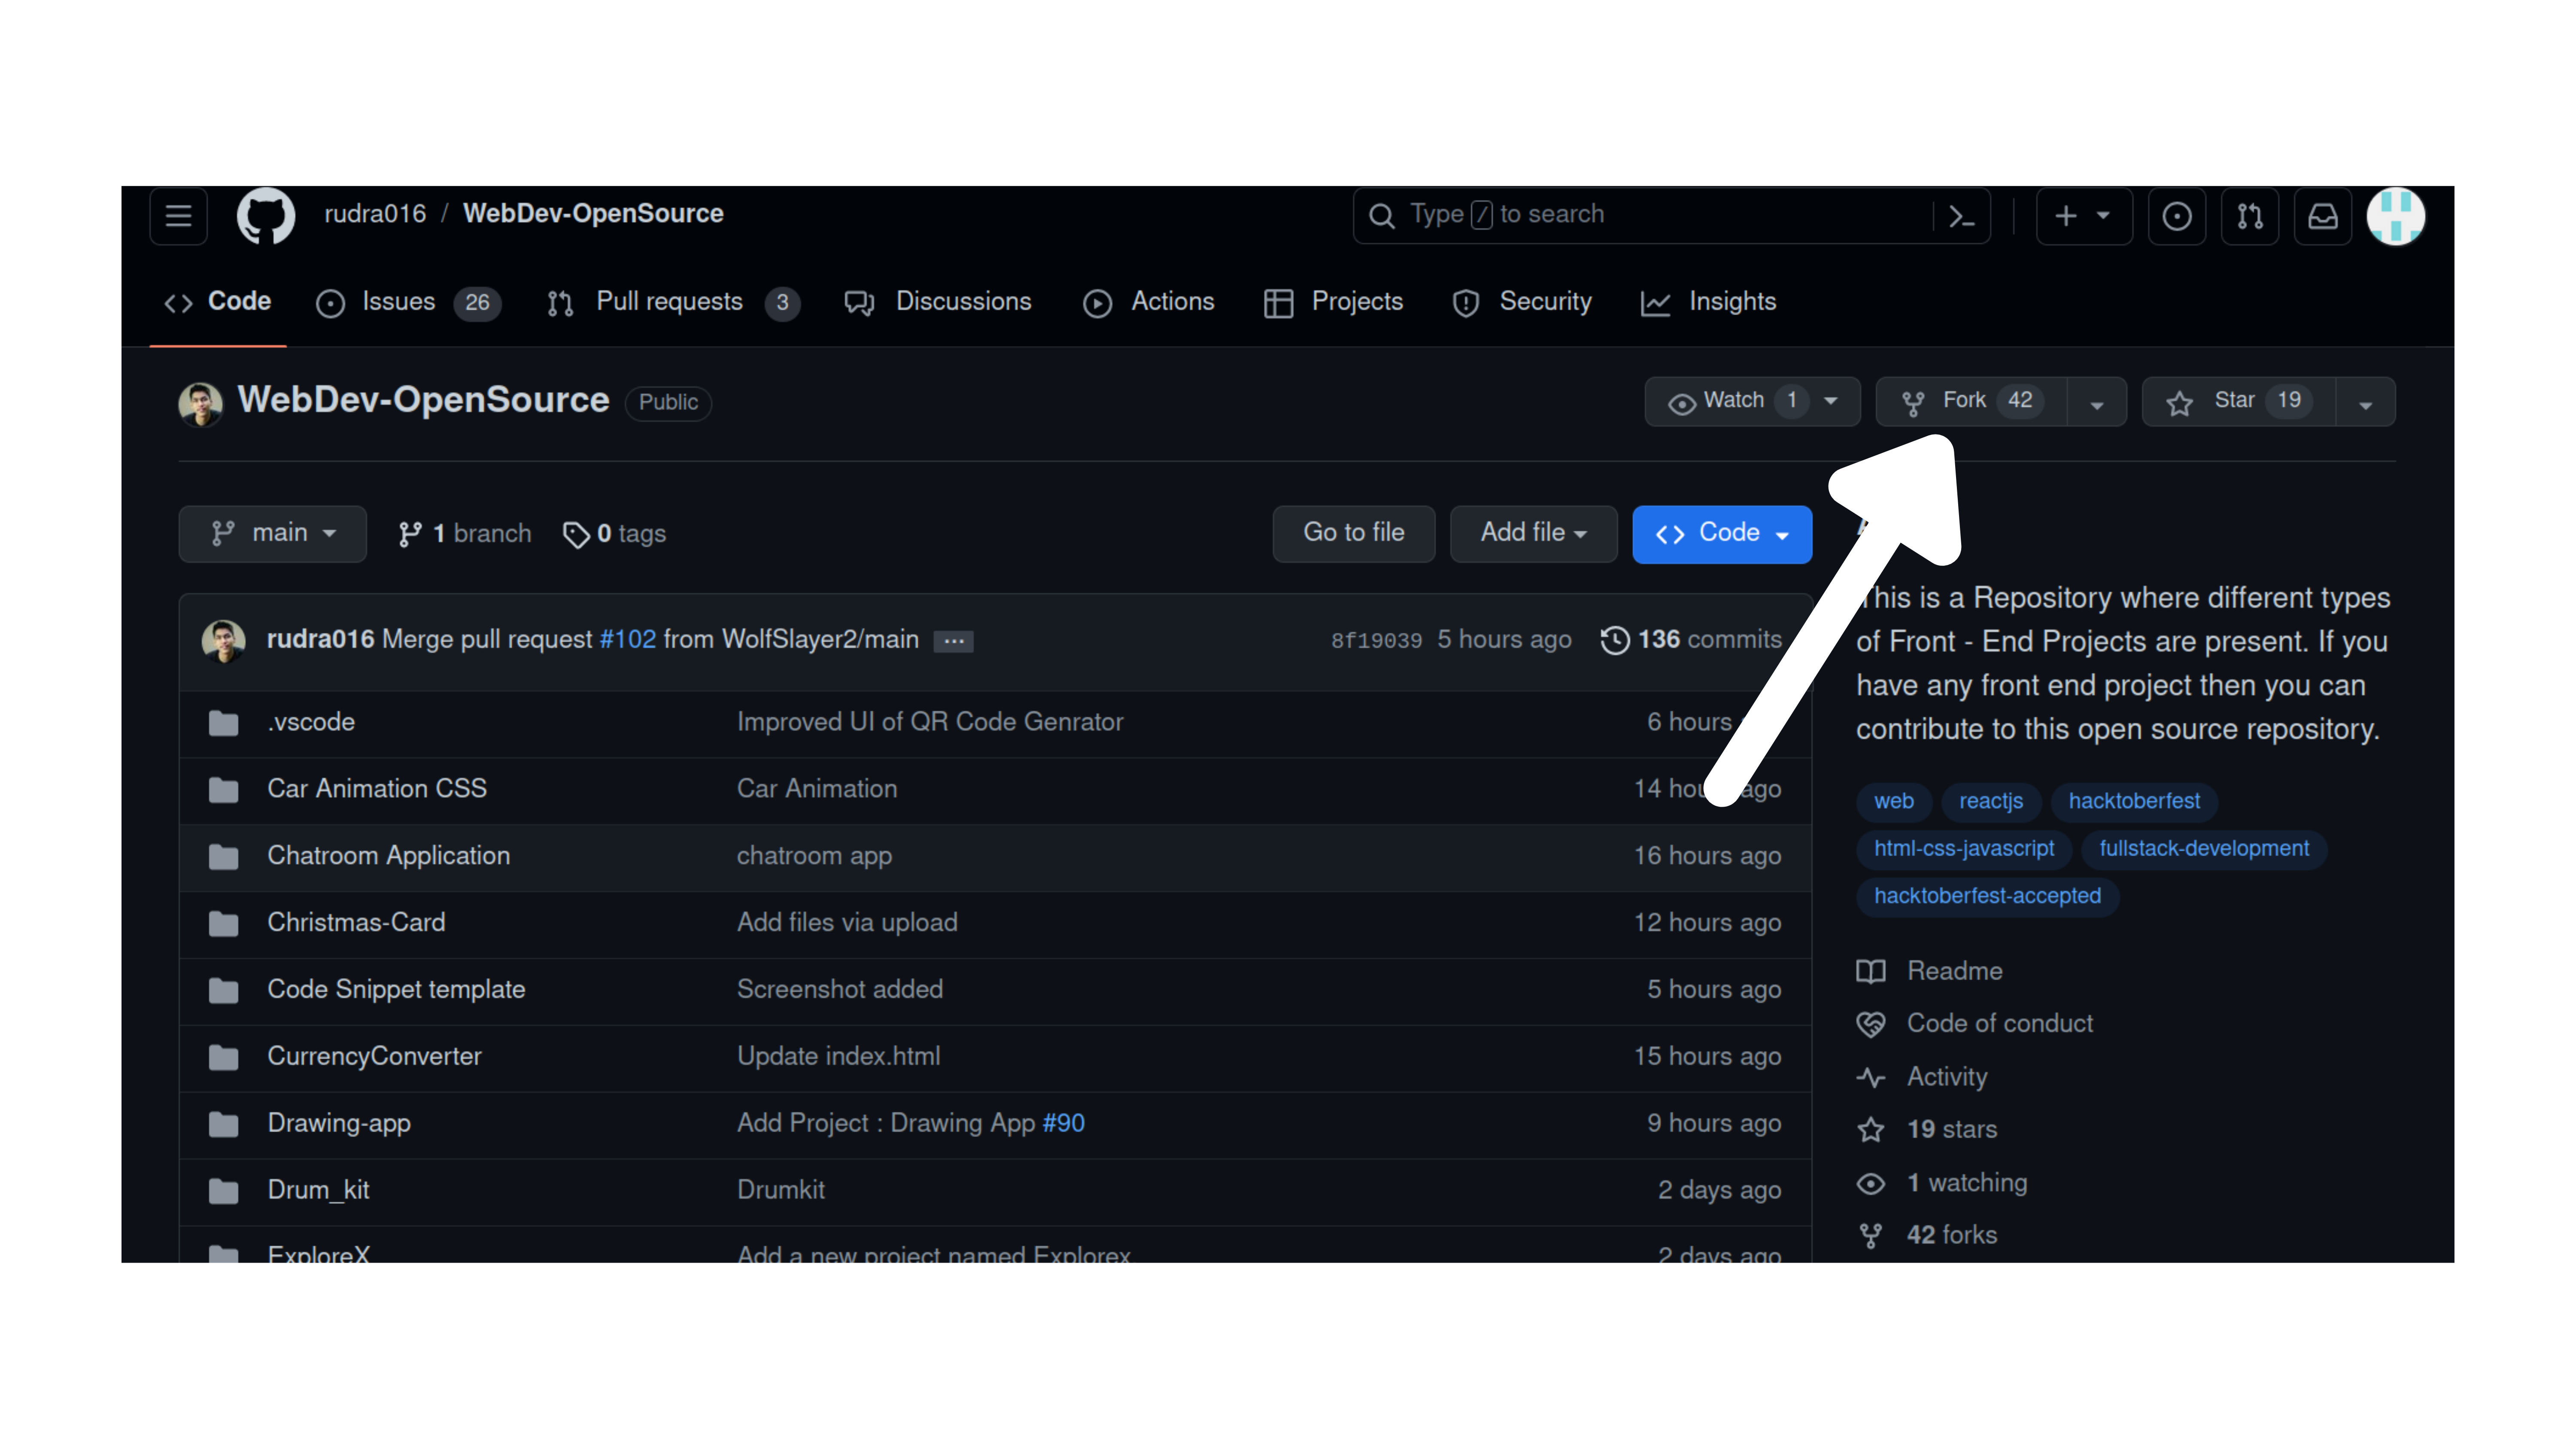 rudra016 / WebDev-OpenSource Type / to search
Code Issues 26 Pull requests 3 Discussions Actions Projects Security Insights
WebDev-OpenSource Public Watch 1 Fork 42 Star 19
main 1 branch 0 tags Go to file Add file Code
rudra016 Merge pull request #102 from WolfSlayer2/main ... 8f19039 5 hours ago 136 commits
.vscode Improved UI of QR Code Genrator 6 hours
Car Animation CSS Car Animation 14 ago
Chatroom Application chatroom app 16 hours ago
Christmas-Card Add files via upload 12 hours ago
Code Snippet template Screenshot added 5 hours ago
CurrencyConverter Update index.html 15 hours ago
Drawing-app Add Project : Drawing App #90 9 hours ago
Drum_kit Drumkit 2 days ago
ExploreX Add a new project named Explorex 2 days ago
This is a Repository where different types
of Front - End Projects are present. If you
have any front end project then you can
contribute to this open source repository.
web reactjs hacktoberfest
html-css-javascript fullstack-development
hacktoberfest-accepted
Readme
Code of conduct
Activity
19 stars
1 watching
42 forks